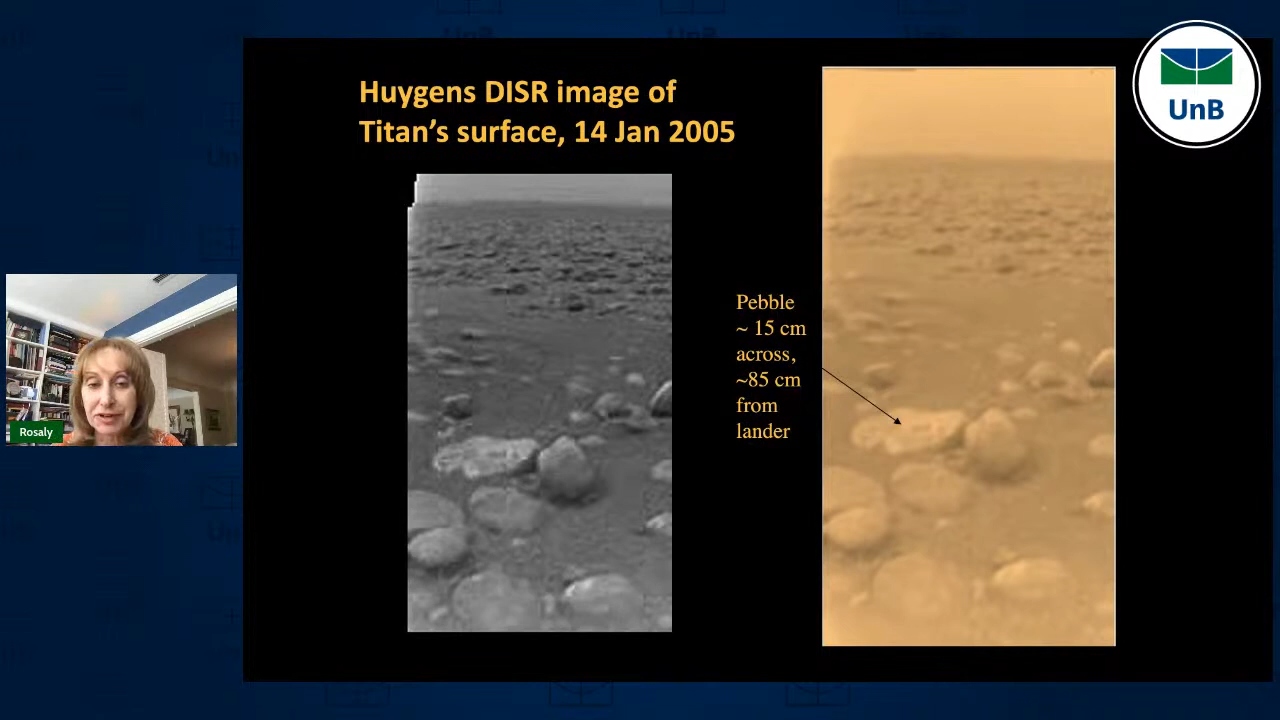 Huygens DISR image of
Titan's surface, 14 Jan 2005
UnB
Pebble
~ 15 cm
across,
~85 cm
from
lander
Rosaly